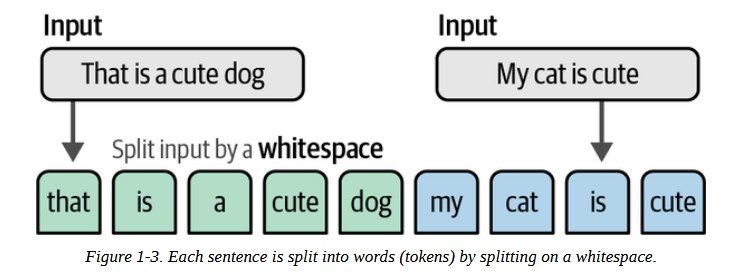 Input Input
That is a cute dog My cat is cute
Split input by a whitespace
that is a cute dog my cat is cute
Figure 1-3. Each sentence is split into words (tokens) by splitting on a whitespace.